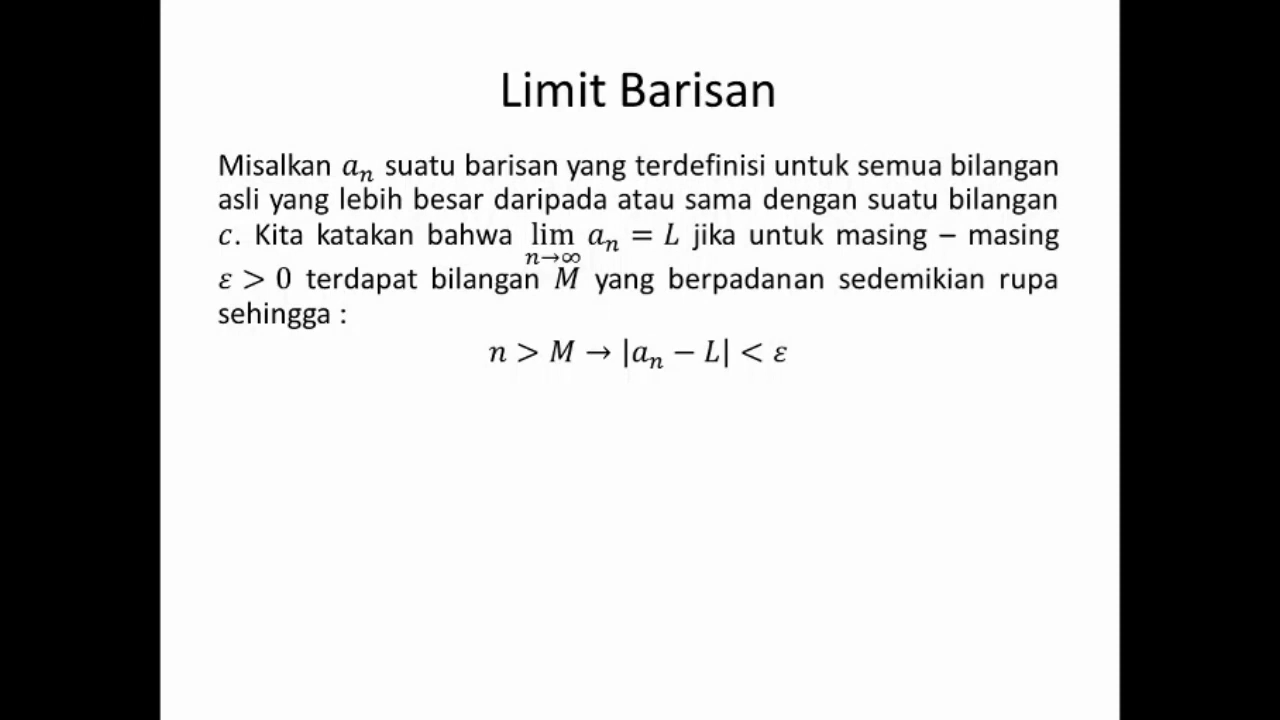 Limit Barisan
Misalkan aₙ suatu barisan yang terdefinisi untuk semua bilangan
asli yang lebih besar daripada atau sama dengan suatu bilangan
c. Kita katakan bahwa lim n→∞ aₙ = L jika untuk masing – masing
ε > 0 terdapat bilangan M yang berpadanan sedemikian rupa
sehingga :
n > M → |aₙ − L| < ε